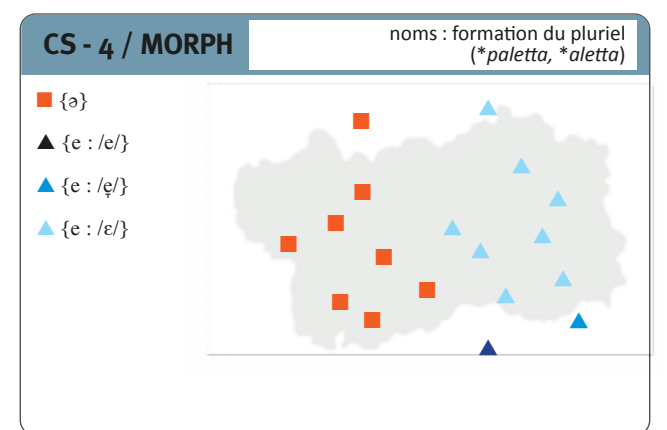 CS - 4 / MORPH
noms : formation du pluriel
(*paletta, *aletta)
{ə}
{e : /e/}
{e : /ẹ/}
{e : /ɛ/}